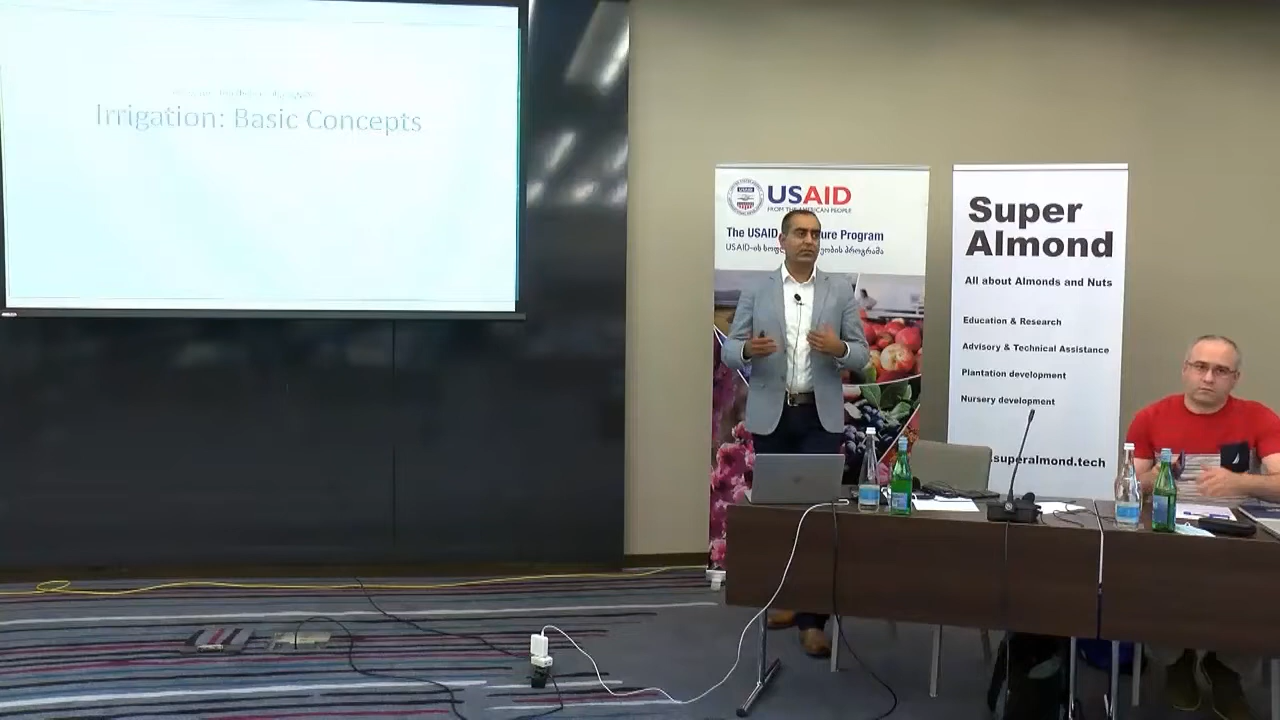 Irrigation: Basic Concepts
USAID
FROM THE AMERICAN PEOPLE
The USAID ure Program
USAID-ის
პროგრამა
Super
Almond
All about Almonds and Nuts
Education & Research
Advisory & Technical Assistance
Plantation development
Nursery development
superalmond.tech